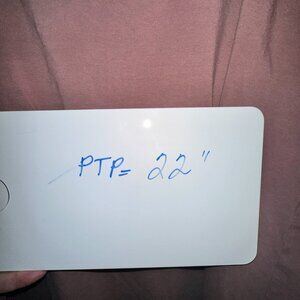 PTP= 22"